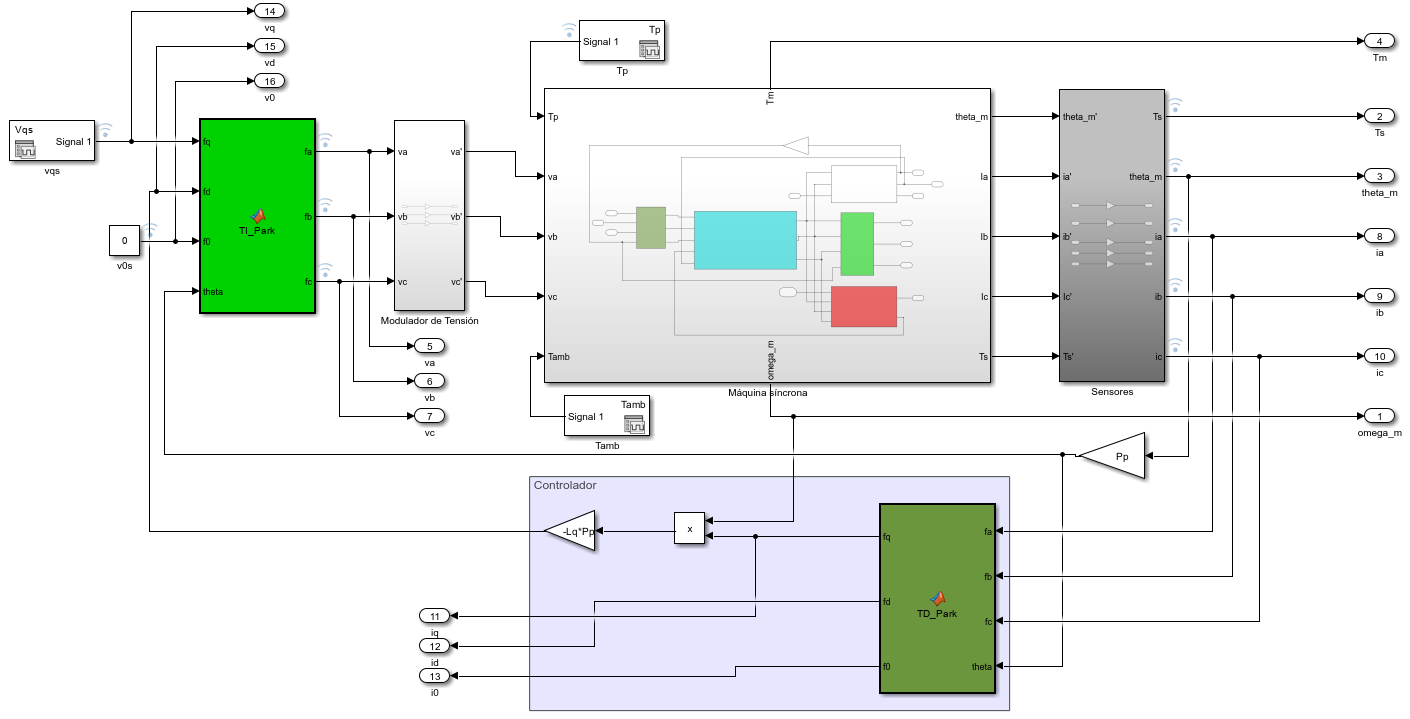 14
vq
15
vd
16
v0
Vqs
Signal 1
vqs
0
v0s
fq
fd
f0
theta
TI_Park
fa
fb
fc
va
vb
vc
va'
vb'
vc'
Modulador de Tensión
5
va
6
vb
7
vc
Tp
Signal 1
Tp
Tm
Tp
va
vb
vc
Tamb
theta_m
Ia
Ib
Ic
Ts
omega_m
Máquina síncrona
Tamb
Signal 1
Tamb
theta_m'
ia'
ib'
Ic'
Ts'
Ts
theta_m
ia
ib
ic
Sensores
4
Tm
2
Ts
3
theta_m
8
ia
9
ib
10
ic
1
omega_m
Pp
Controlador
-Lq*Pp
x
fq
fd
f0
TD_Park
fa
fb
fc
theta
11
iq
12
id
13
i0